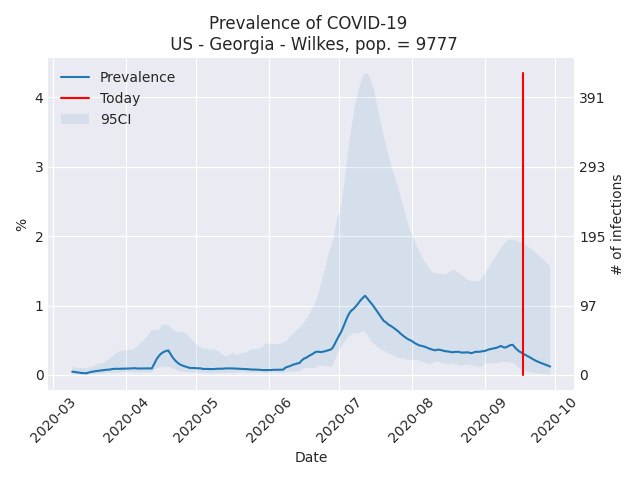 Prevalence of COVID-19
US - Georgia - Wilkes, pop. = 9777
Prevalence
Today
95CI
4
3
2
1
0
%
391
293
195
97
0
# of infections
2020-03
2020-04
2020-05
2020-06
2020-07
2020-08
2020-09
2020-10
Date